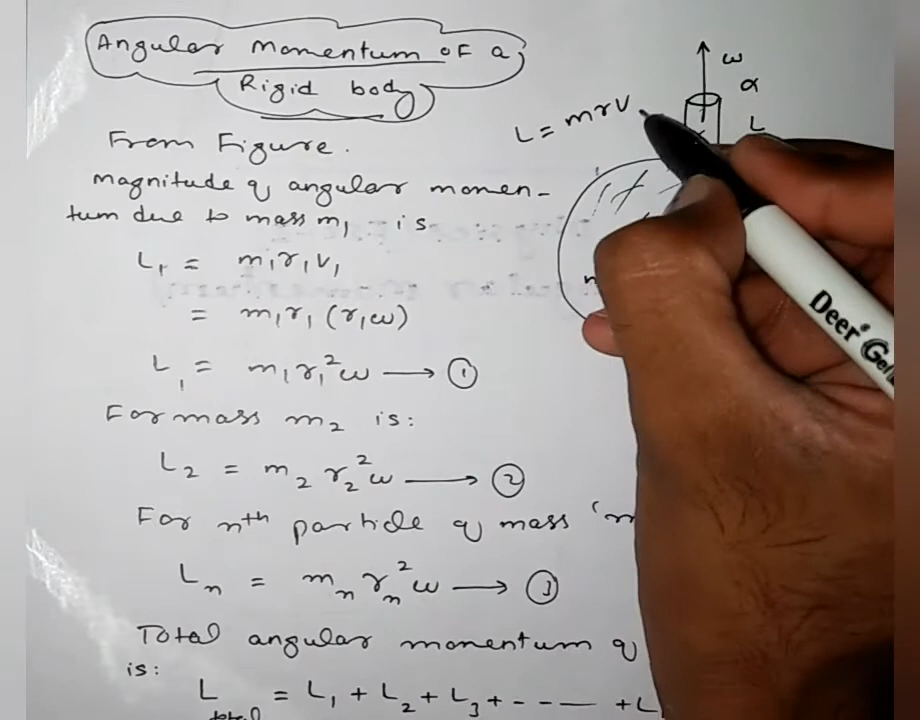 Angular Momentum of a
Rigid body
ω
α
L
L = mrv
From Figure.
magnitude of angular momen-
tum due to mass m₁ is
L₁ = m₁r₁v₁
= m₁r₁(r₁ω)
L₁ = m₁r₁²ω → ①
For mass m₂ is:
L₂ = m₂r₂²ω → ②
For nᵗʰ particle of mass 'm
Lₙ = mₙrₙ²ω → ③
Total angular momentum of
is:
L total = L₁ + L₂ + L₃ + - - — + L
Deer Gel